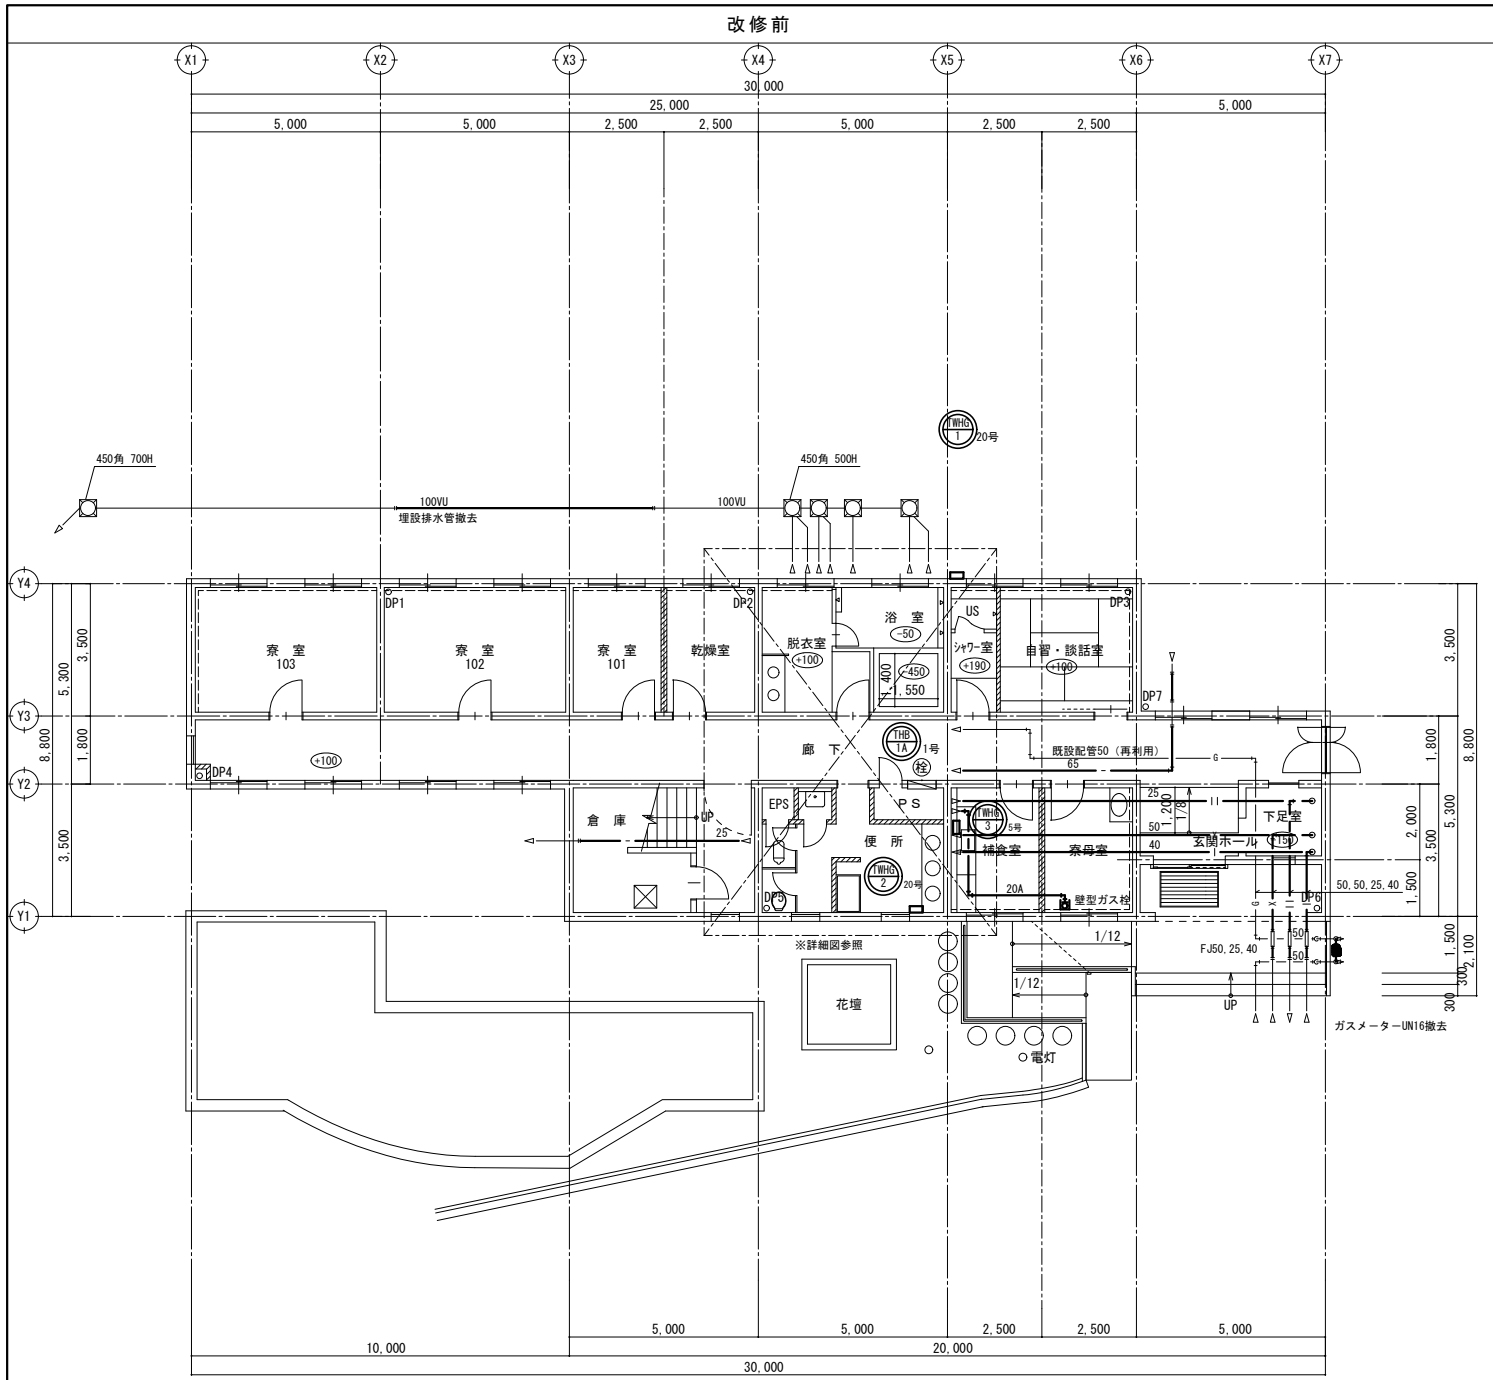 改修前
X1 X2 X3 X4 X5 X6 X7
30,000
25,000 5,000
5,000 5,000 2,500 2,500 5,000 2,500 2,500
TWHG
1
20号
450角 700H
450角 500H
100VU
100VU
埋設排水管撤去
Y4
Y3
Y2
Y1
8,800
5,300
3,500
3,500
1,800
DP1
DP2
DP3
寮 室
103
寮 室
102
寮 室
101
乾燥室
脱衣室
+100
浴 室
-50
-450
1,400
1,550
US
シャワー室
+190
自習・談話室
+100
DP7
DP4
+100
廊 下
THB
1A
1号
栓
既設配管50（再利用）
65
G
倉 庫
UP
25
EPS
PS
便 所
TWHG
2
20号
DP5
TWHG
3
5号
補食室
寮母室
20A
壁型ガス栓
25
50
40
1,200
1/8
下足室
玄関ホール
+150
DP6
50,50,25,40
G
X
50
50
FJ50,25,40
G
G
UP
ガスメーターUN16撤去
3,500
1,800
2,000
3,500
1,500
5,300
8,800
1,500
2,100
300
300
※詳細図参照
1/12
1/12
花壇
電灯
5,000 5,000 2,500 2,500 5,000
10,000 20,000
30,000